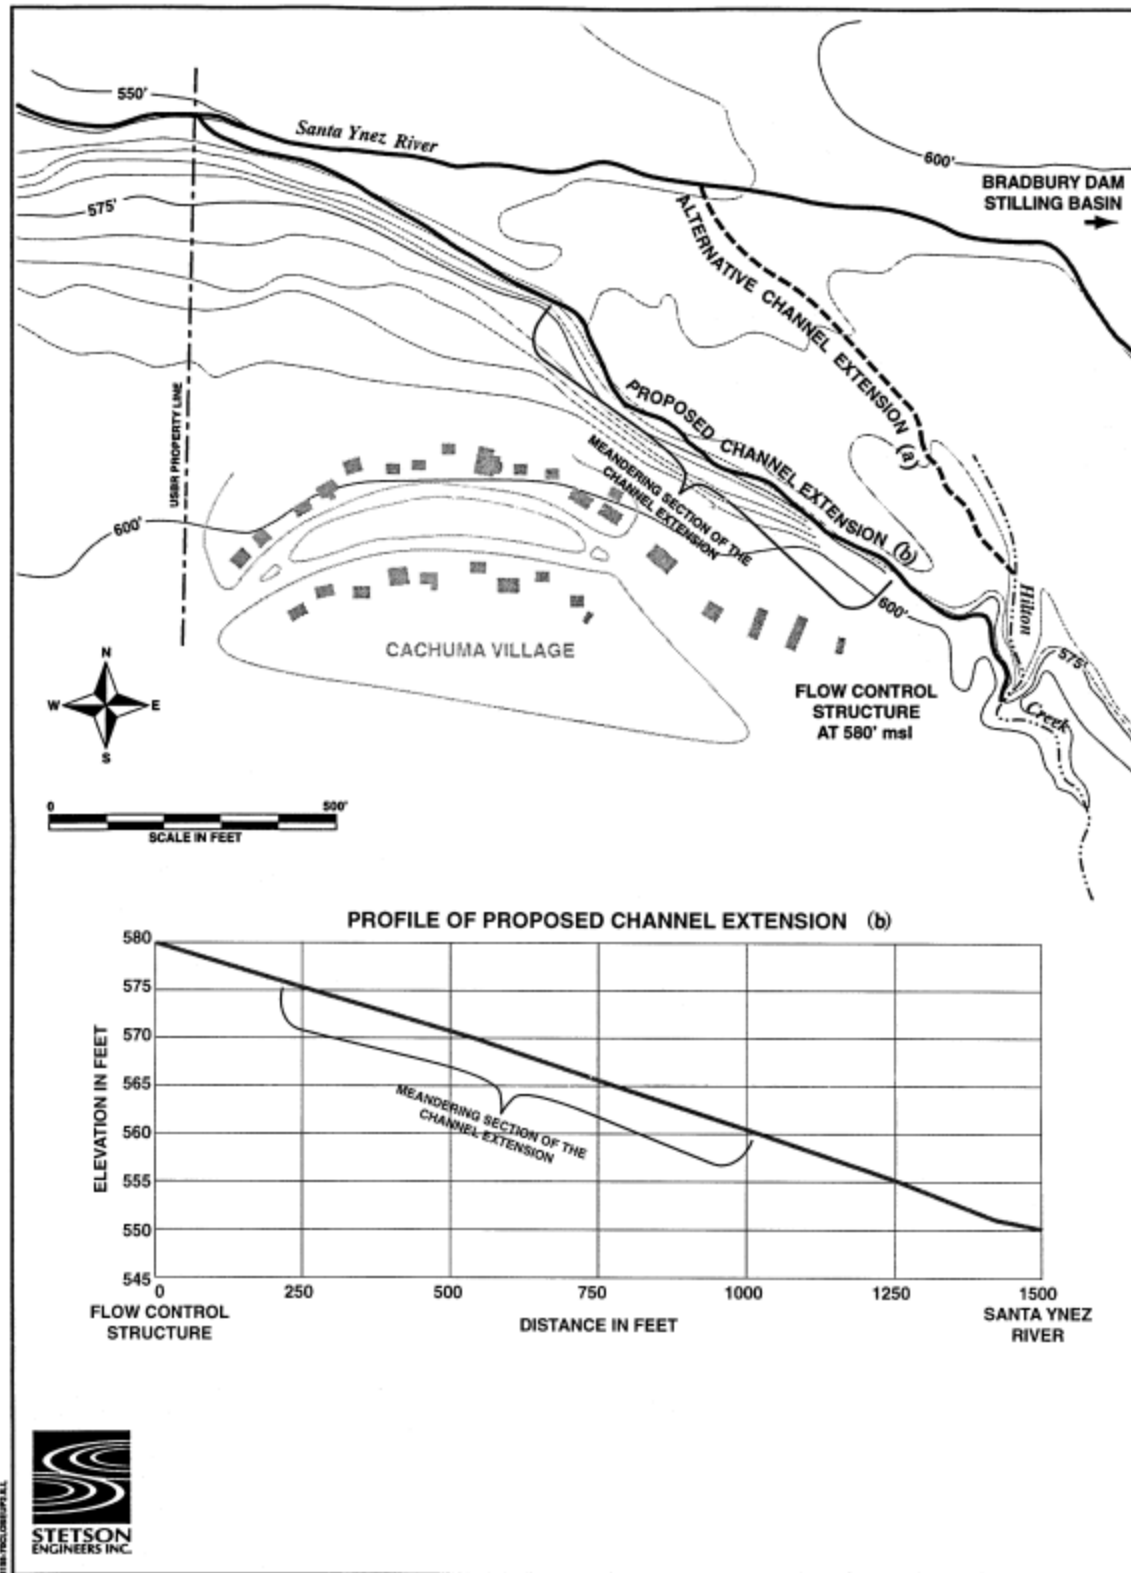 550'
Santa Ynez River
600'
BRADBURY DAM
STILLING BASIN
575'
ALTERNATIVE CHANNEL EXTENSION (a)
USBR PROPERTY LINE
PROPOSED CHANNEL EXTENSION (b)
MEANDERING SECTION OF THE
CHANNEL EXTENSION
600'
600'
Hilton
Creek
575'
CACHUMA VILLAGE
FLOW CONTROL
STRUCTURE
AT 580' msl
N
W
E
S
0
500'
SCALE IN FEET
PROFILE OF PROPOSED CHANNEL EXTENSION (b)
580
575
570
565
560
555
550
545
ELEVATION IN FEET
MEANDERING SECTION OF THE
CHANNEL EXTENSION
0
250
500
750
1000
1250
1500
FLOW CONTROL
STRUCTURE
DISTANCE IN FEET
SANTA YNEZ
RIVER
STETSON
ENGINEERS INC.